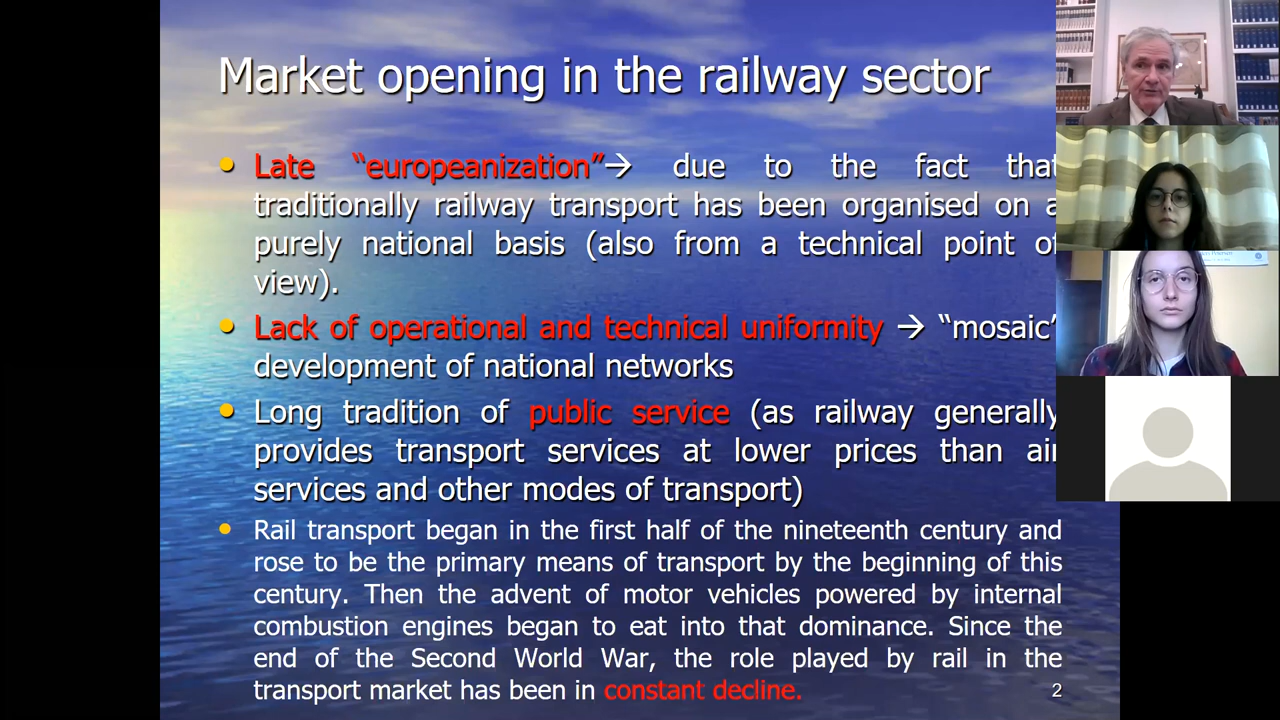 Market opening in the railway sector
• Late “europeanization”→ due to the fact that
traditionally railway transport has been organised on a
purely national basis (also from a technical point of
view).
• Lack of operational and technical uniformity → “mosaic”
development of national networks
• Long tradition of public service (as railway generally
provides transport services at lower prices than air
services and other modes of transport)
• Rail transport began in the first half of the nineteenth century and
rose to be the primary means of transport by the beginning of this
century. Then the advent of motor vehicles powered by internal
combustion engines began to eat into that dominance. Since the
end of the Second World War, the role played by rail in the
transport market has been in constant decline.
2